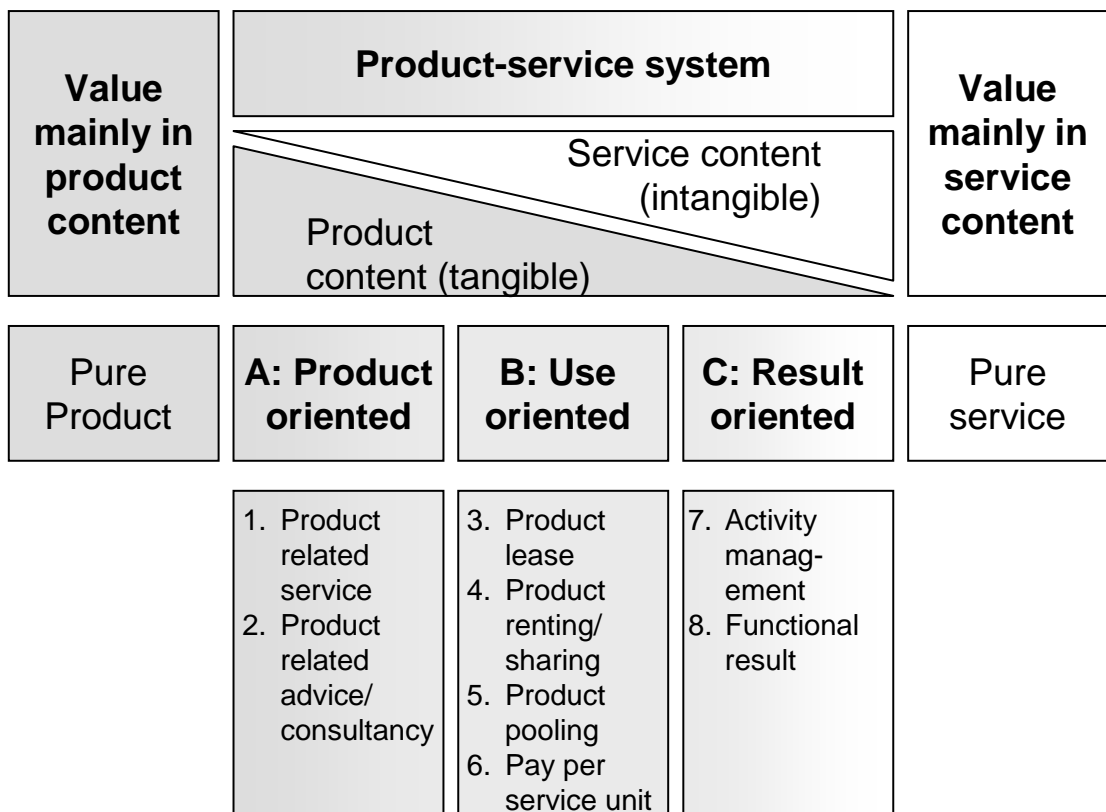 Value
mainly in
product
content
Product-service system
Service content
(intangible)
Product
content (tangible)
Value
mainly in
service
content
Pure
Product
A: Product
oriented
B: Use
oriented
C: Result
oriented
Pure
service
1. Product
related
service
2. Product
related
advice/
consultancy
3. Product
lease
4. Product
renting/
sharing
5. Product
pooling
6. Pay per
service unit
7. Activity
manag-
ement
8. Functional
result